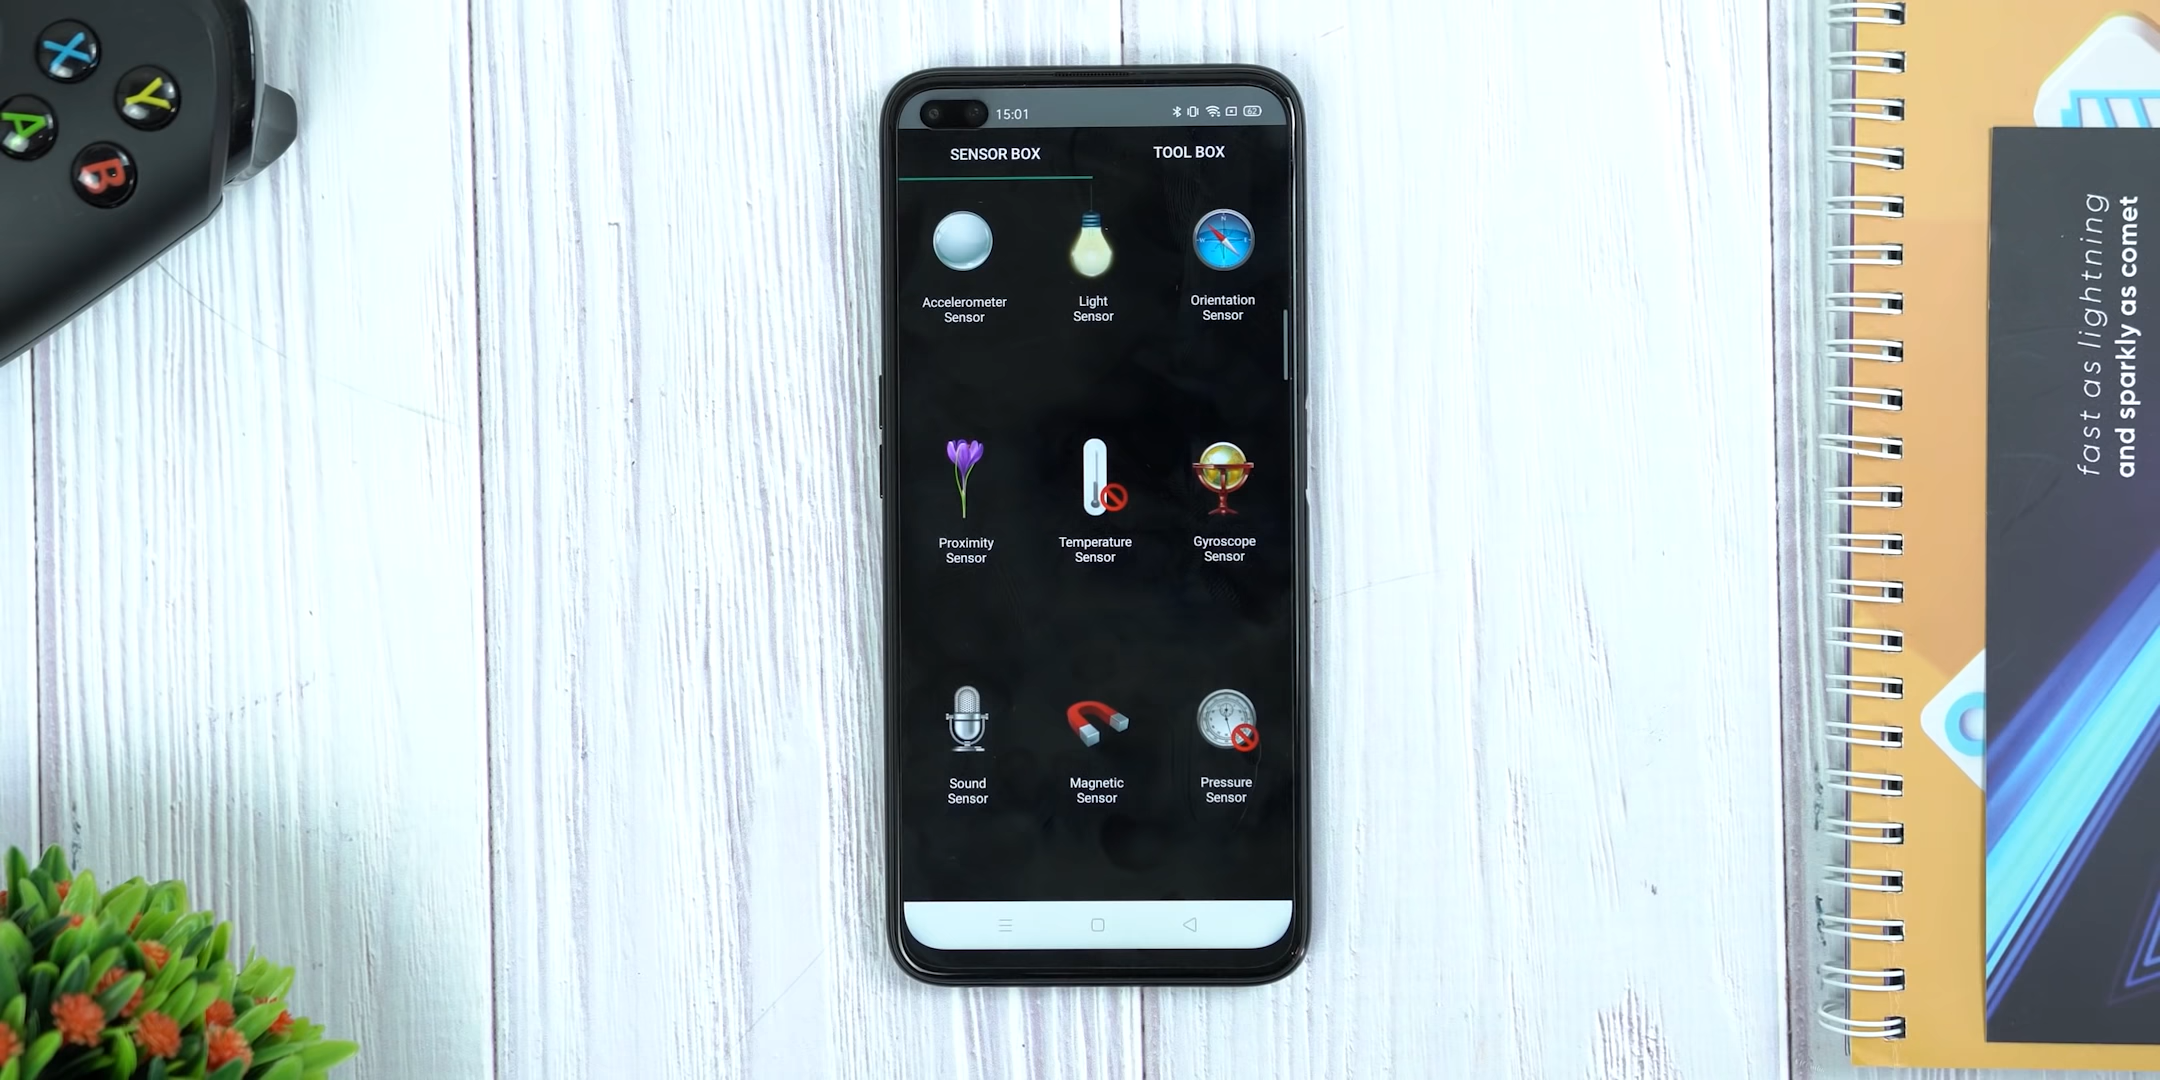 X
Y
A
B
15:01
62
SENSOR BOX
TOOL BOX
Accelerometer
Sensor
Light
Sensor
Orientation
Sensor
Proximity
Sensor
Temperature
Sensor
Gyroscope
Sensor
Sound
Sensor
Magnetic
Sensor
Pressure
Sensor
fast as lightning
and sparkly as comet